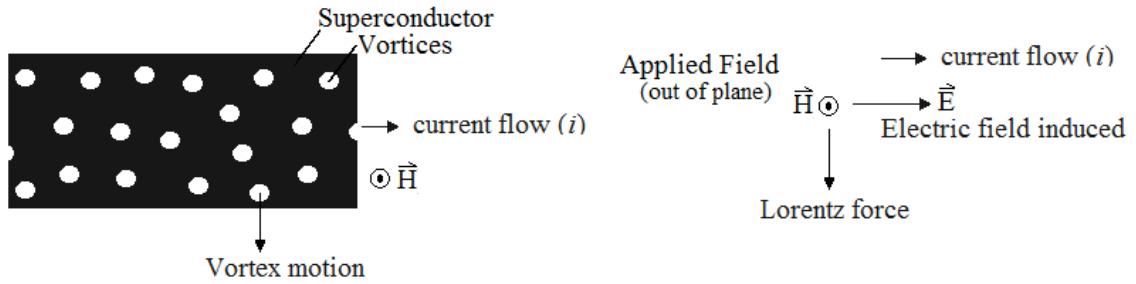 Superconductor
Vortices
current flow (i)
H⃗
Vortex motion
current flow (i)
Applied Field
(out of plane)
H⃗
E⃗
Electric field induced
Lorentz force